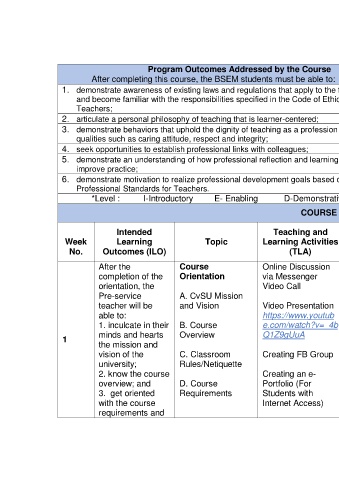 Program Outcomes Addressed by the Course
After completing this course, the BSEM students must be able to:
1. demonstrate awareness of existing laws and regulations that apply to the
and become familiar with the responsibilities specified in the Code of Ethic
Teachers;
2. articulate a personal philosophy of teaching that is learner-centered;
3. demonstrate behaviors that uphold the dignity of teaching as a profession
qualities such as caring attitude, respect and integrity;
4. seek opportunities to establish professional links with colleagues;
5. demonstrate an understanding of how professional reflection and learning
improve practice;
6. demonstrate motivation to realize professional development goals based
Professional Standards for Teachers.
*Level : I-Introductory E- Enabling D-Demonstrati
COURSE
Week
No.
Intended
Learning
Outcomes (ILO)
Topic
Teaching and
Learning Activities
(TLA)
1
After the
completion of the
orientation, the
Pre-service
teacher will be
able to:
1. inculcate in their
minds and hearts
the mission and
vision of the
university;
2. know the course
overview; and
3. get oriented
with the course
requirements and
Course
Orientation
A. CvSU Mission
and Vision
B. Course
Overview
C. Classroom
Rules/Netiquette
D. Course
Requirements
Online Discussion
via Messenger
Video Call
Video Presentation
https://www.youtub
e.com/watch?v=_4b
Q1Z9gUuA
Creating FB Group
Creating an e-
Portfolio (For
Students with
Internet Access)